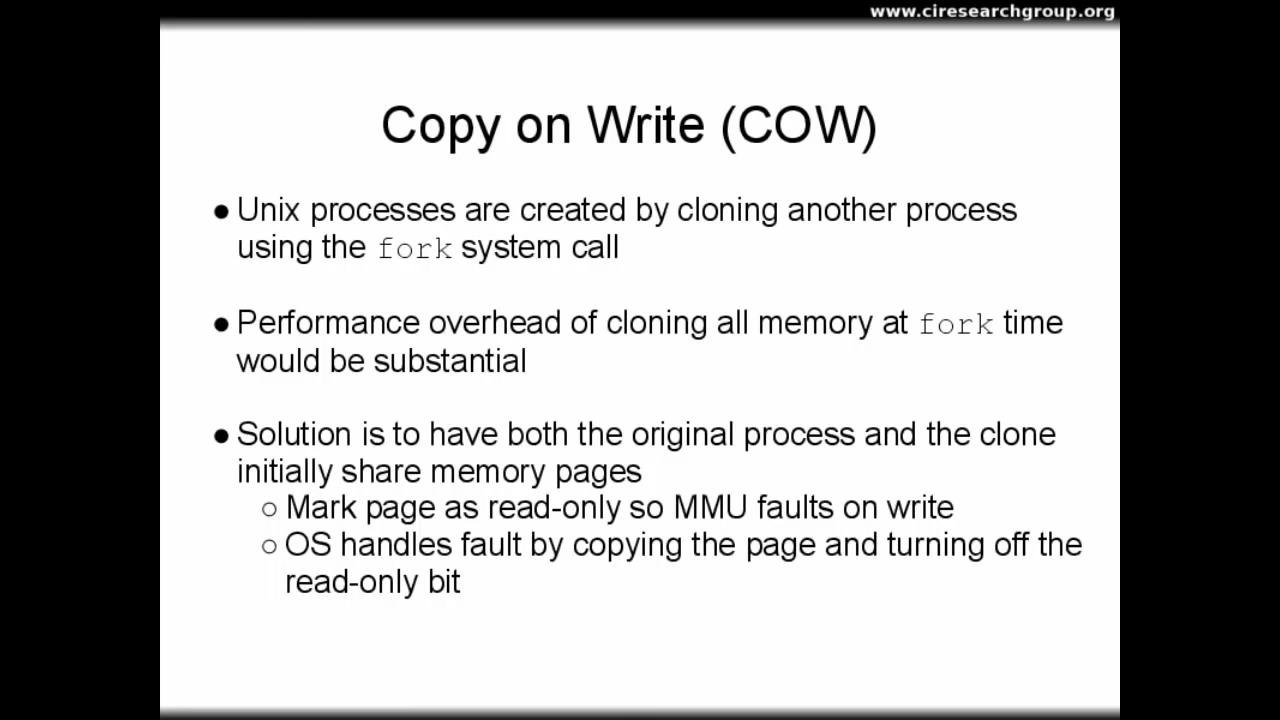 www.ciresearchgroup.org
Copy on Write (COW)
● Unix processes are created by cloning another process
using the fork system call
● Performance overhead of cloning all memory at fork time
would be substantial
● Solution is to have both the original process and the clone
initially share memory pages
○ Mark page as read-only so MMU faults on write
○ OS handles fault by copying the page and turning off the
read-only bit